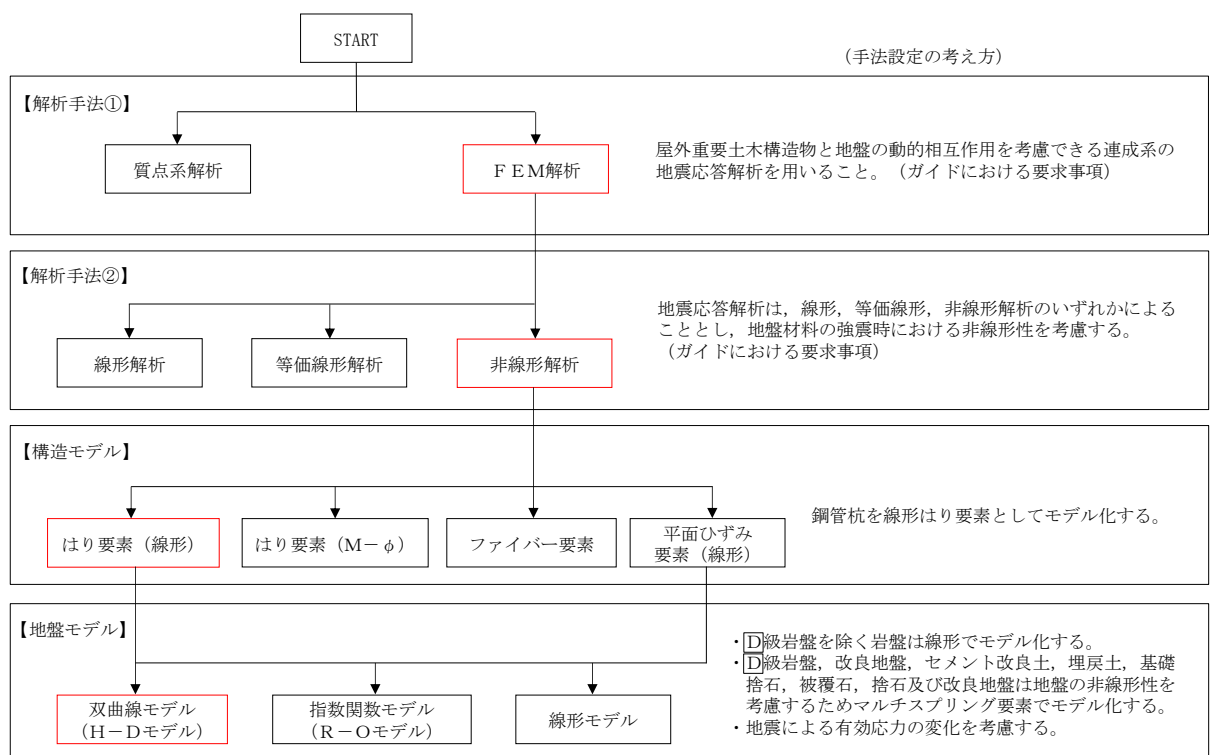 START
(手法設定の考え方)
【解析手法①】
質点系解析
FEM解析
屋外重要土木構造物と地盤の動的相互作用を考慮できる連成系の
地震応答解析を用いること。(ガイドにおける要求事項)
【解析手法②】
線形解析
等価線形解析
非線形解析
地震応答解析は,線形,等価線形,非線形解析のいずれかによる
こととし,地盤材料の強震時における非線形性を考慮する。
(ガイドにおける要求事項)
【構造モデル】
はり要素(線形)
はり要素(M-φ)
ファイバー要素
平面ひずみ
要素(線形)
鋼管杭を線形はり要素としてモデル化する。
【地盤モデル】
双曲線モデル
(H-Dモデル)
指数関数モデル
(R-Oモデル)
線形モデル
・D級岩盤を除く岩盤は線形でモデル化する。
・D級岩盤,改良地盤,セメント改良土,埋戻土,基礎
捨石,被覆石,捨石及び改良地盤は地盤の非線形性を
考慮するためマルチスプリング要素でモデル化する。
・地震による有効応力の変化を考慮する。